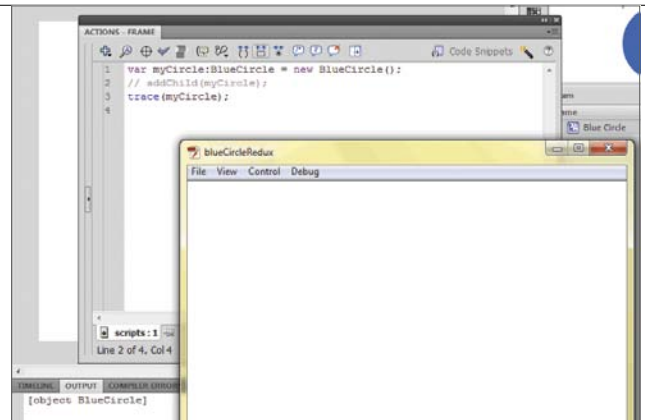 ACTIONS - FRAME
Code Snippets
1 var myCircle:BlueCircle = new BlueCircle();
2 // addChild(myCircle);
3 trace(myCircle);
4
Blue Circle
blueCircleRedux
File View Control Debug
scripts : 1
Line 2 of 4, Col 4
TIMELINE OUTPUT COMPILER ERRORS
[object BlueCircle]